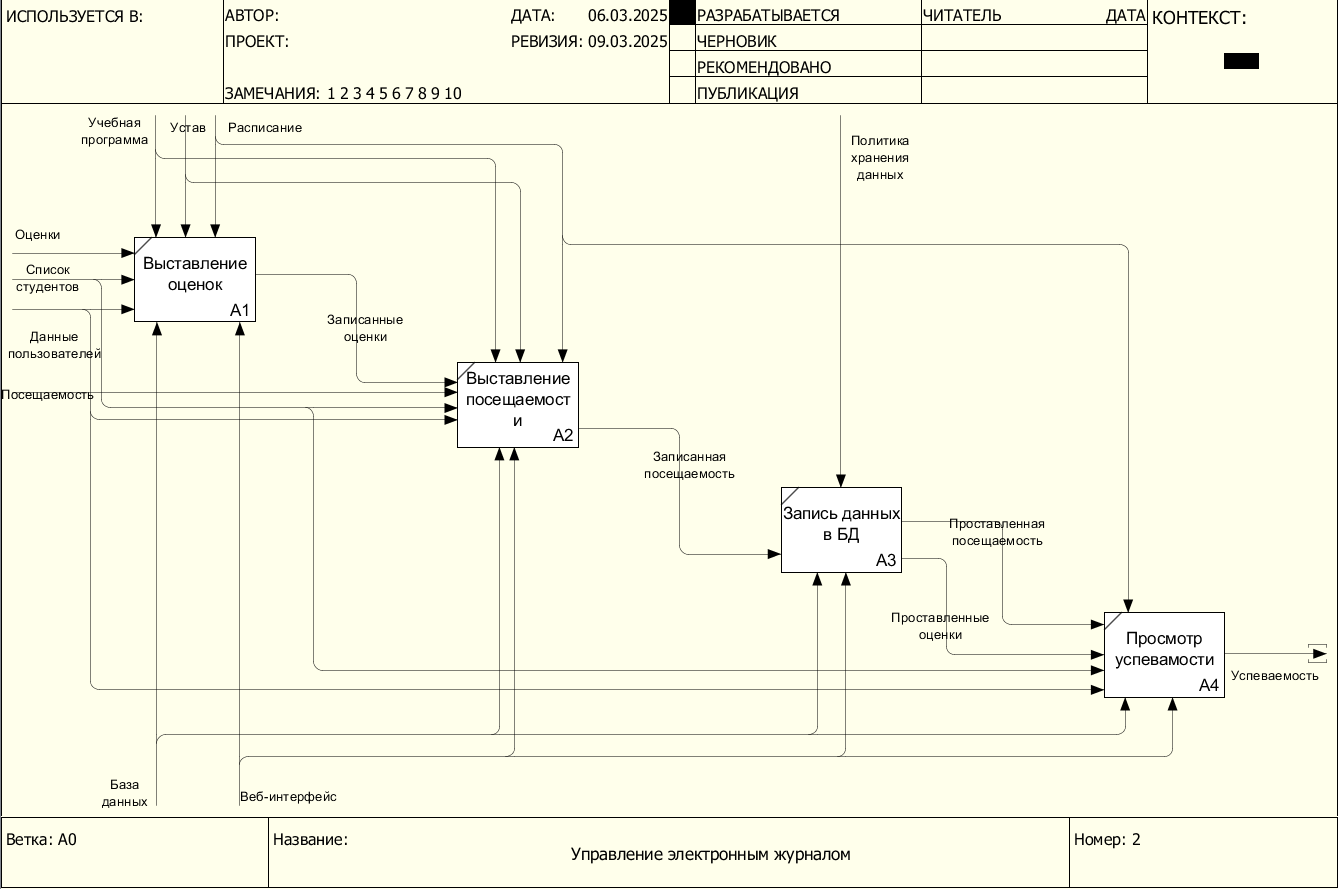 ИСПОЛЬЗУЕТСЯ В:
АВТОР:
ДАТА: 06.03.2025
РАЗРАБАТЫВАЕТСЯ
ЧИТАТЕЛЬ
ДАТА
КОНТЕКСТ:
ПРОЕКТ:
РЕВИЗИЯ: 09.03.2025
ЧЕРНОВИК
РЕКОМЕНДОВАНО
ЗАМЕЧАНИЯ: 1 2 3 4 5 6 7 8 9 10
ПУБЛИКАЦИЯ
Учебная
программа
Устав
Расписание
Политика
хранения
данных
Оценки
Список
студентов
Данные
пользователей
Посещаемость
Выставление
оценок
A1
Записанные
оценки
Выставление
посещаемост
и
A2
Записанная
посещаемость
Запись данных
в БД
A3
Проставленная
посещаемость
Проставленные
оценки
Просмотр
успевамости
A4
Успеваемость
База
данных
Веб-интерфейс
Ветка: A0
Название:
Управление электронным журналом
Номер: 2